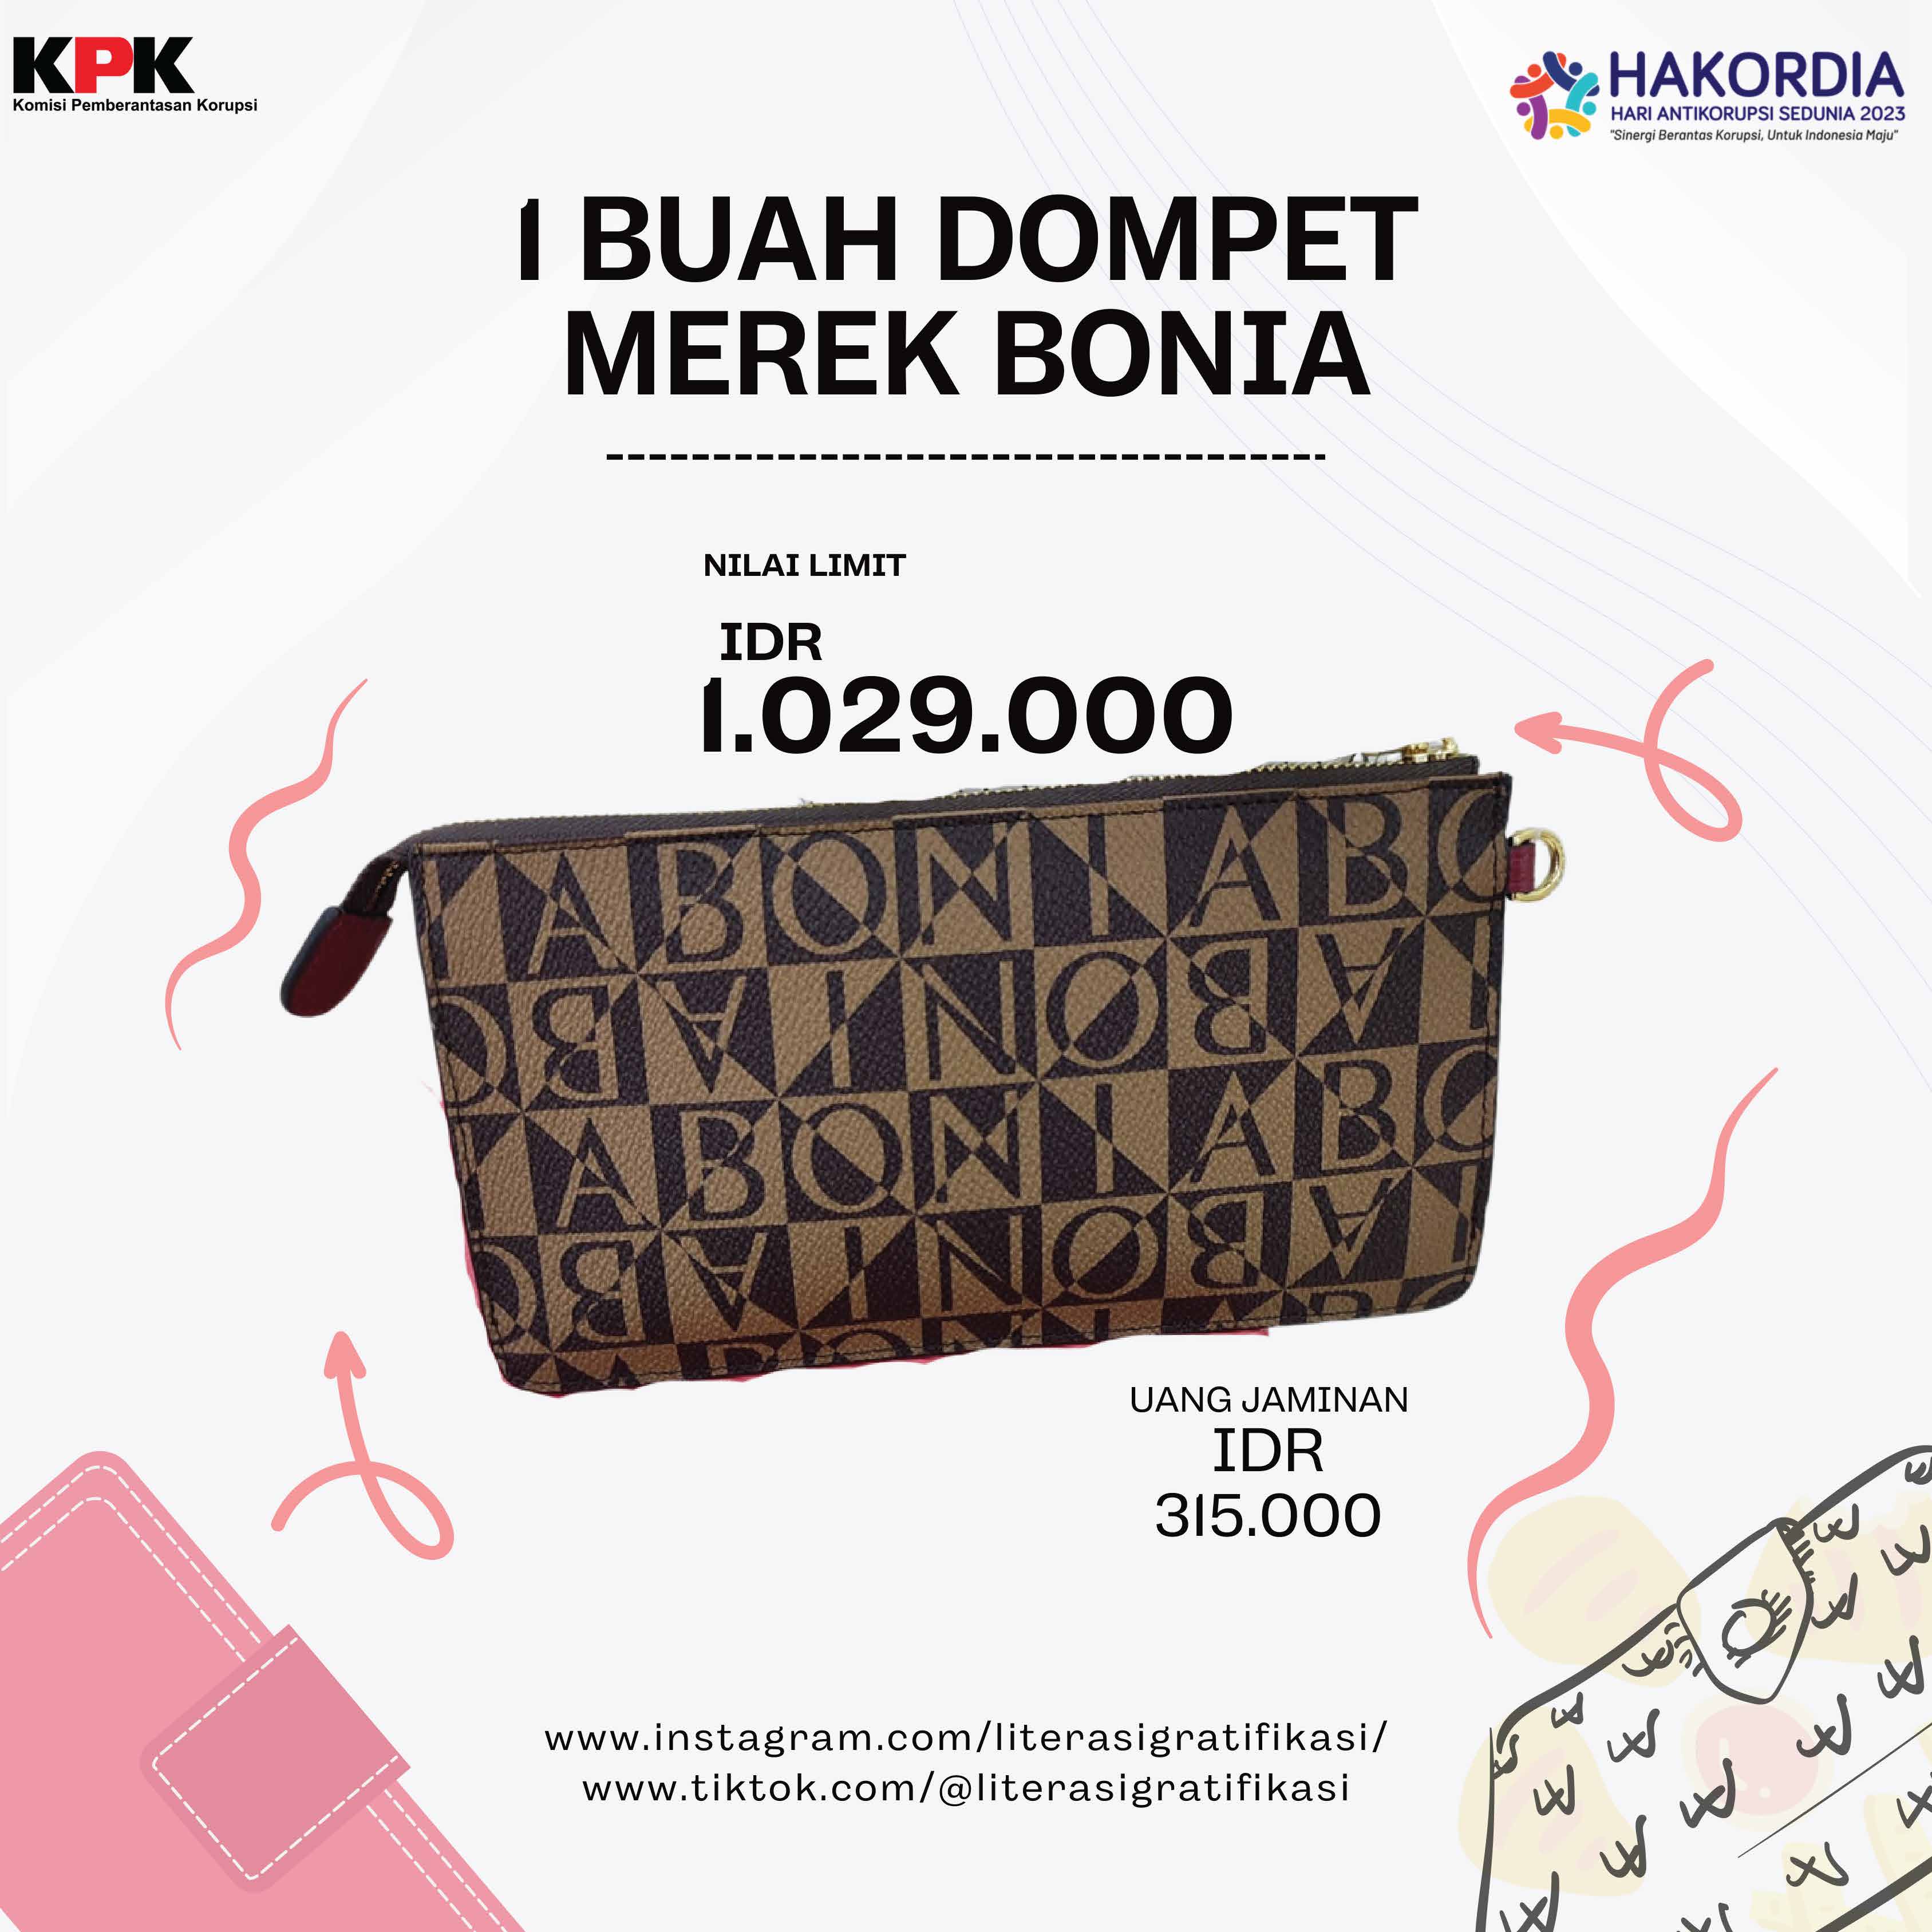 KPK
Komisi Pemberantasan Korupsi
HAKORDIA
HARI ANTIKORUPSI SEDUNIA 2023
"Sinergi Berantas Korupsi, Untuk Indonesia Maju"
1 BUAH DOMPET
MEREK BONIA
NILAI LIMIT
IDR
1.029.000
I A B O N I A B O
O B A I N O B A I
A B O N I A B O
O B A I N O B A I
A B O N I A B O
UANG JAMINAN
IDR
315.000
www.instagram.com/literasigratifikasi/
www.tiktok.com/@literasigratifikasi